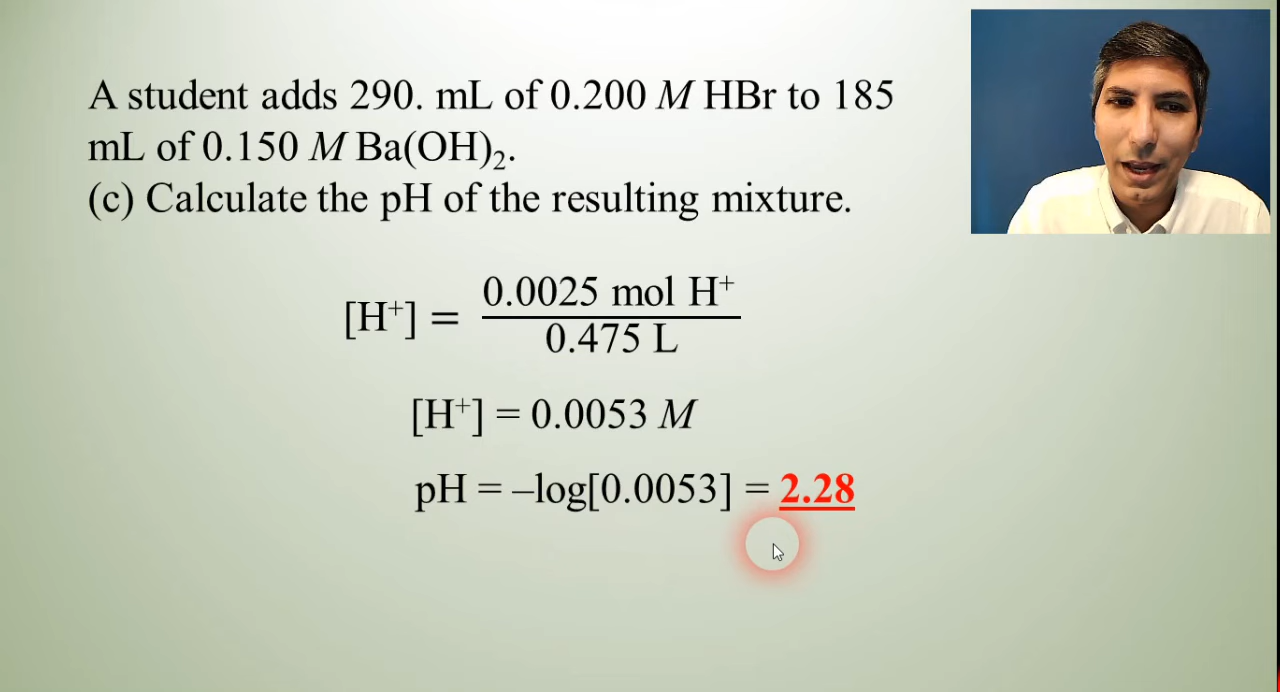 A student adds 290. mL of 0.200 M HBr to 185
mL of 0.150 M Ba(OH)₂.
(c) Calculate the pH of the resulting mixture.
0.0025 mol H⁺
[H⁺] =
0.475 L
[H⁺] = 0.0053 M
pH = –log[0.0053] = 2.28